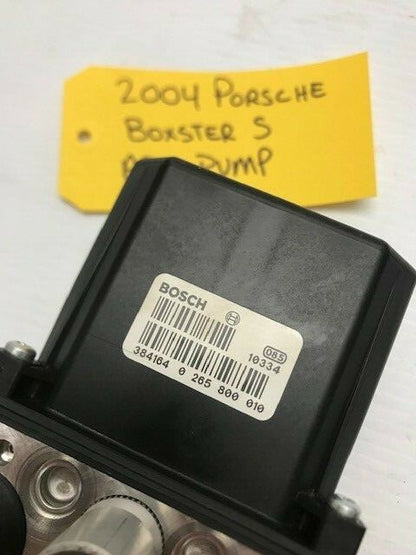 2004 PORSCHE
BOXSTER S
PUMP
BOSCH
085
10334
384164 0 265 800 010